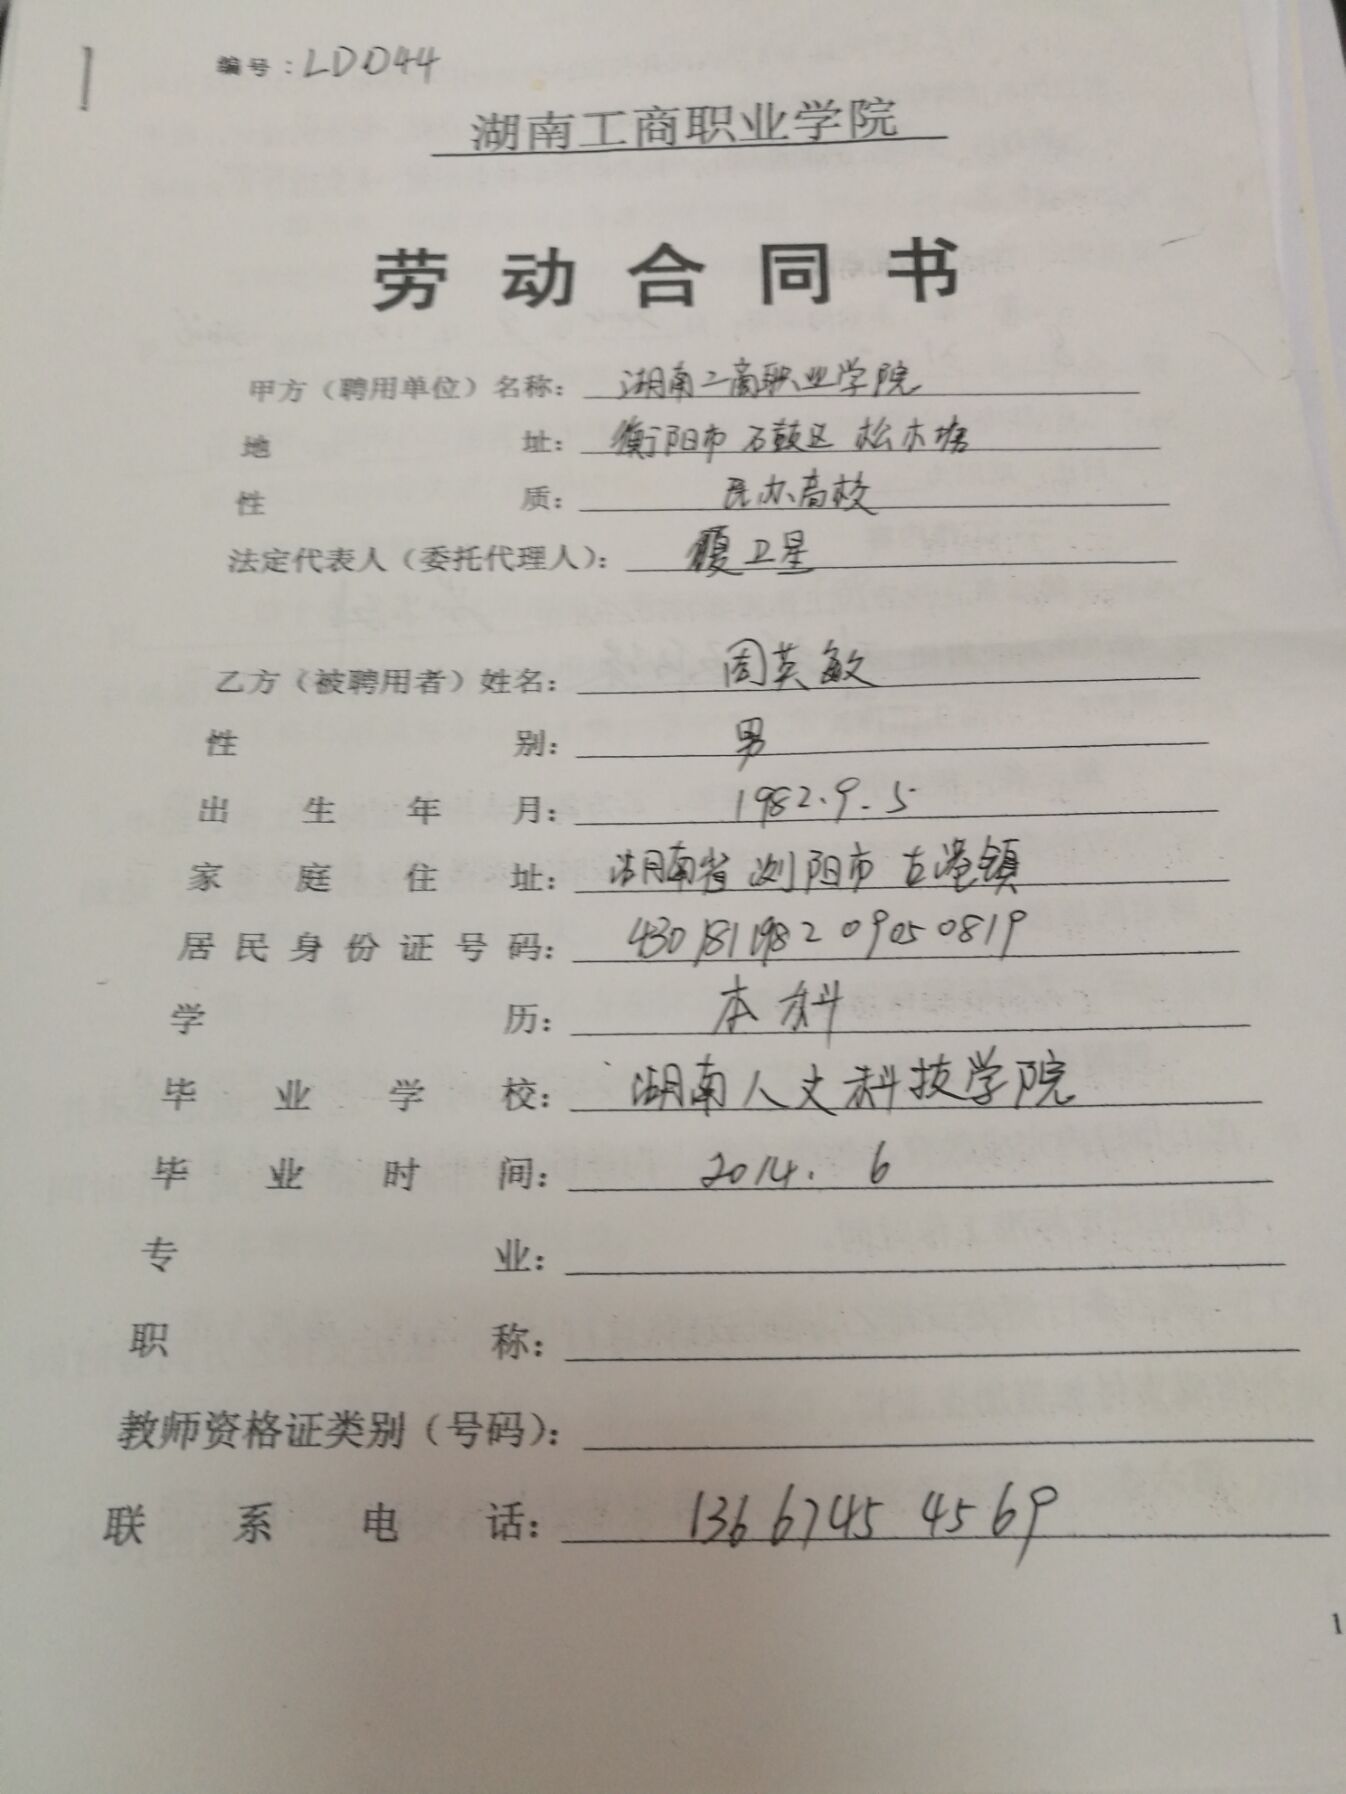 编号：LD044
湖南工商职业学院
劳动合同书
甲方（聘用单位）名称：湖南工商职业学院
地址：衡阳市石鼓区松木塘
性质：民办高校
法定代表人（委托代理人）：卫星
乙方（被聘用者）姓名：周英敏
性别：男
出生年月：1982.9.5
家庭住址：湖南省浏阳市古港镇
居民身份证号码：430181198209050819
学历：本科
毕业学校：湖南人文科技学院
毕业时间：2014.6
专业：
职称：
教师资格证类别（号码）：
联系电话：13667454569
1